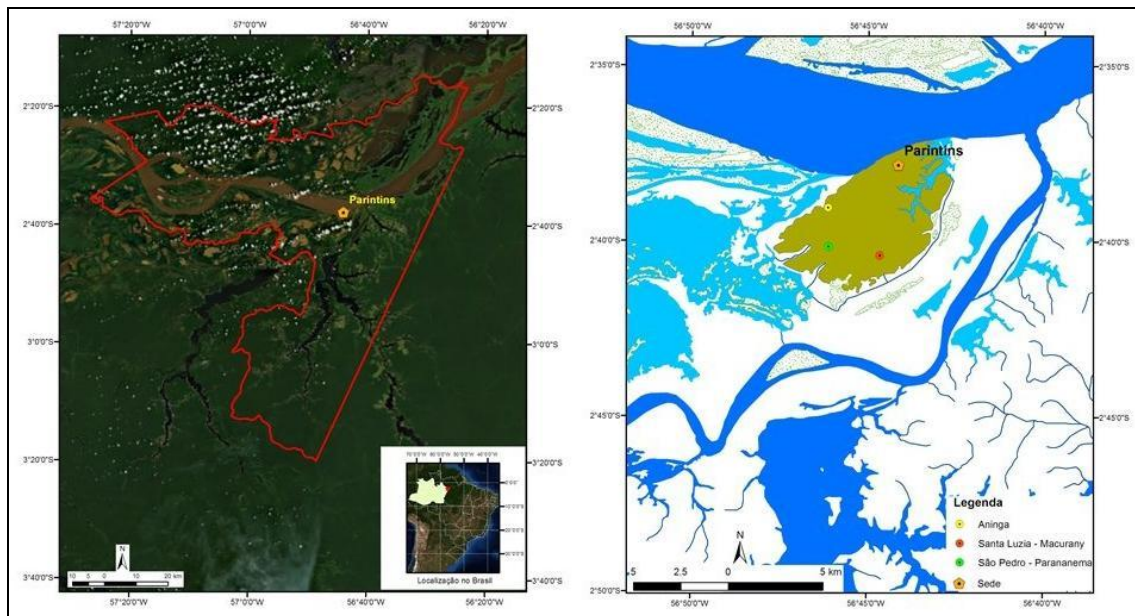 57°20'0"W 57°0'0"W 56°40'0"W 56°20'0"W
2°20'0"S 2°20'0"S
Parintins
2°40'0"S 2°40'0"S
3°0'0"S 3°0'0"S
3°20'0"S 3°20'0"S
3°40'0"S 3°40'0"S
N
10 5 0 10 20 km
Localização no Brasil
57°20'0"W 57°0'0"W 56°40'0"W 56°20'0"W
56°50'0"W 56°45'0"W 56°40'0"W
2°35'0"S 2°35'0"S
Parintins
2°40'0"S 2°40'0"S
2°45'0"S 2°45'0"S
2°50'0"S 2°50'0"S
N
5 2.5 0 5 km
Legenda
Aninga
Santa Luzia - Macurany
São Pedro - Parananema
Sede
56°50'0"W 56°45'0"W 56°40'0"W